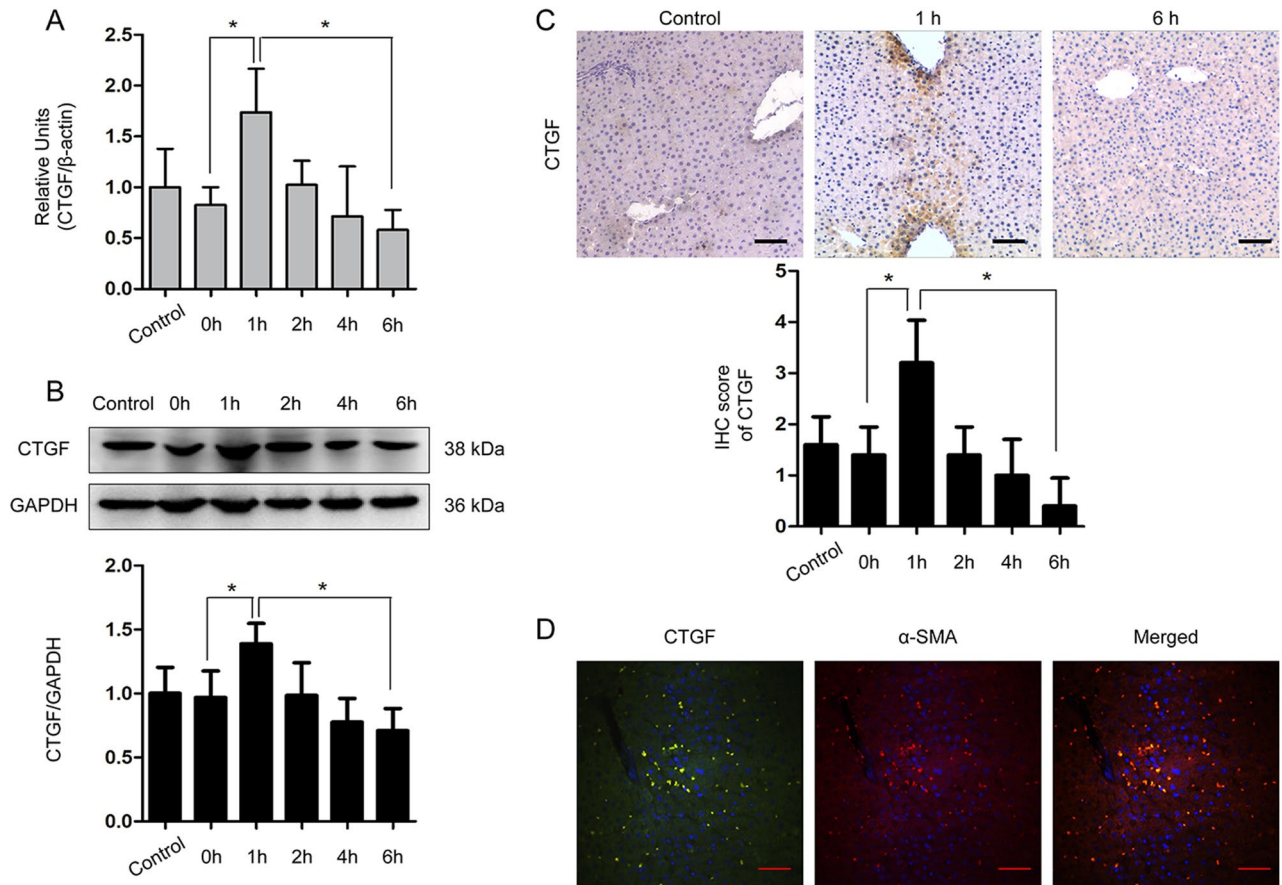 A
Relative Units
(CTGF/β-actin)
2.5
2.0
1.5
1.0
0.5
0.0
* *
Control 0h 1h 2h 4h 6h
B
Control 0h 1h 2h 4h 6h
CTGF 38 kDa
GAPDH 36 kDa
CTGF/GAPDH
2.0
1.5
1.0
0.5
0.0
* *
Control 0h 1h 2h 4h 6h
C
Control 1 h 6 h
CTGF
IHC score
of CTGF
5
4
3
2
1
0
* *
Control 0h 1h 2h 4h 6h
D
CTGF α-SMA Merged